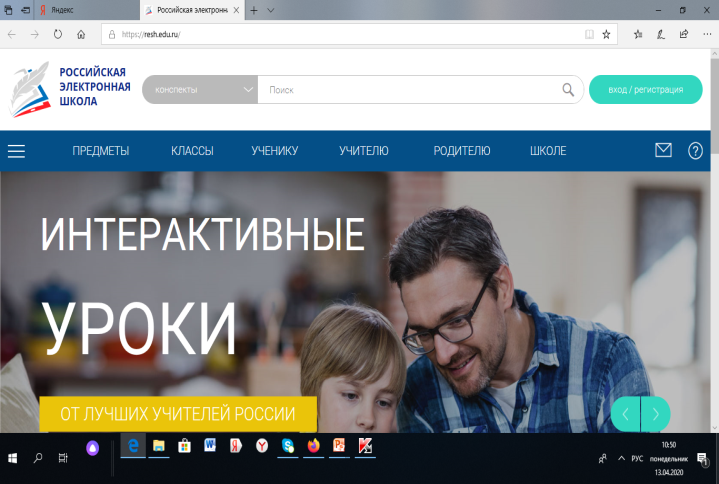 Яндекс
Российская электронн
https://resh.edu.ru/
РОССИЙСКАЯ
ЭЛЕКТРОННАЯ
ШКОЛА
конспекты
Поиск
вход / регистрация
ПРЕДМЕТЫ
КЛАССЫ
УЧЕНИКУ
УЧИТЕЛЮ
РОДИТЕЛЮ
ШКОЛЕ
ИНТЕРАКТИВНЫЕ
УРОКИ
ОТ ЛУЧШИХ УЧИТЕЛЕЙ РОССИИ
РУС
10:50
понедельник
13.04.2020